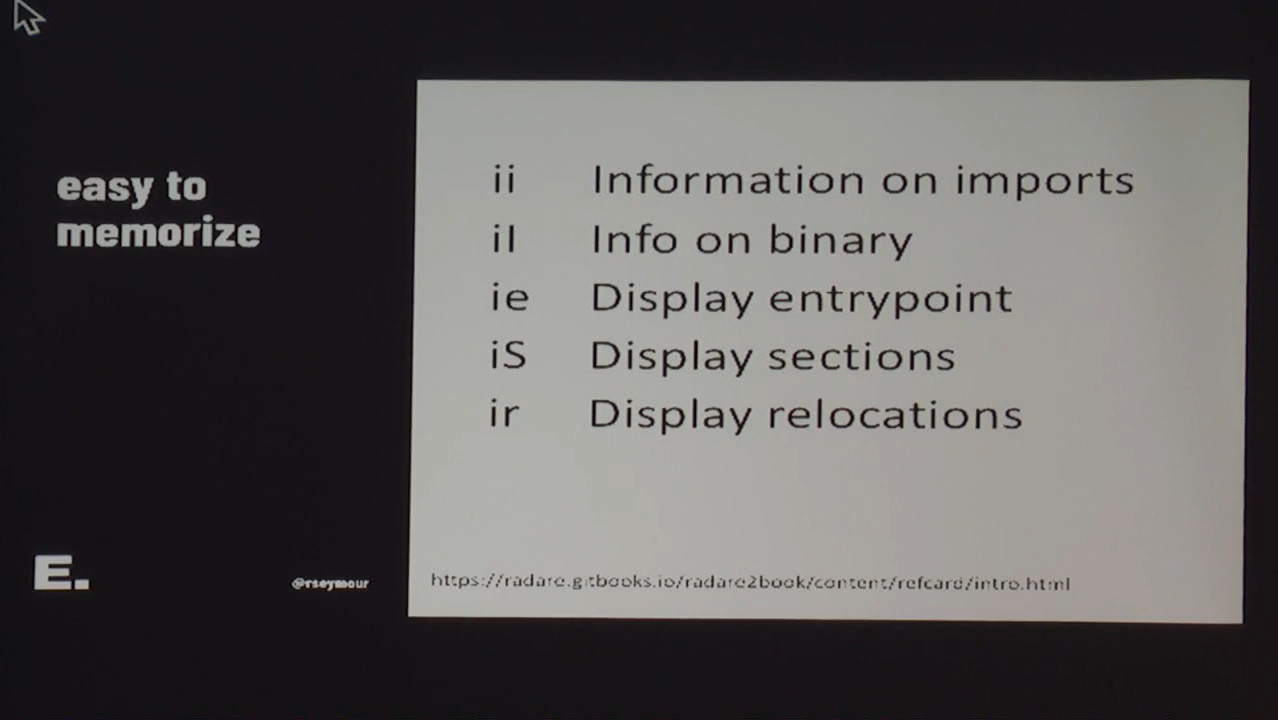 easy to
memorize
ii Information on imports
iI Info on binary
ie Display entrypoint
iS Display sections
ir Display relocations
E.
@rseymour
https://radare.gitbooks.io/radare2book/content/refcard/intro.html